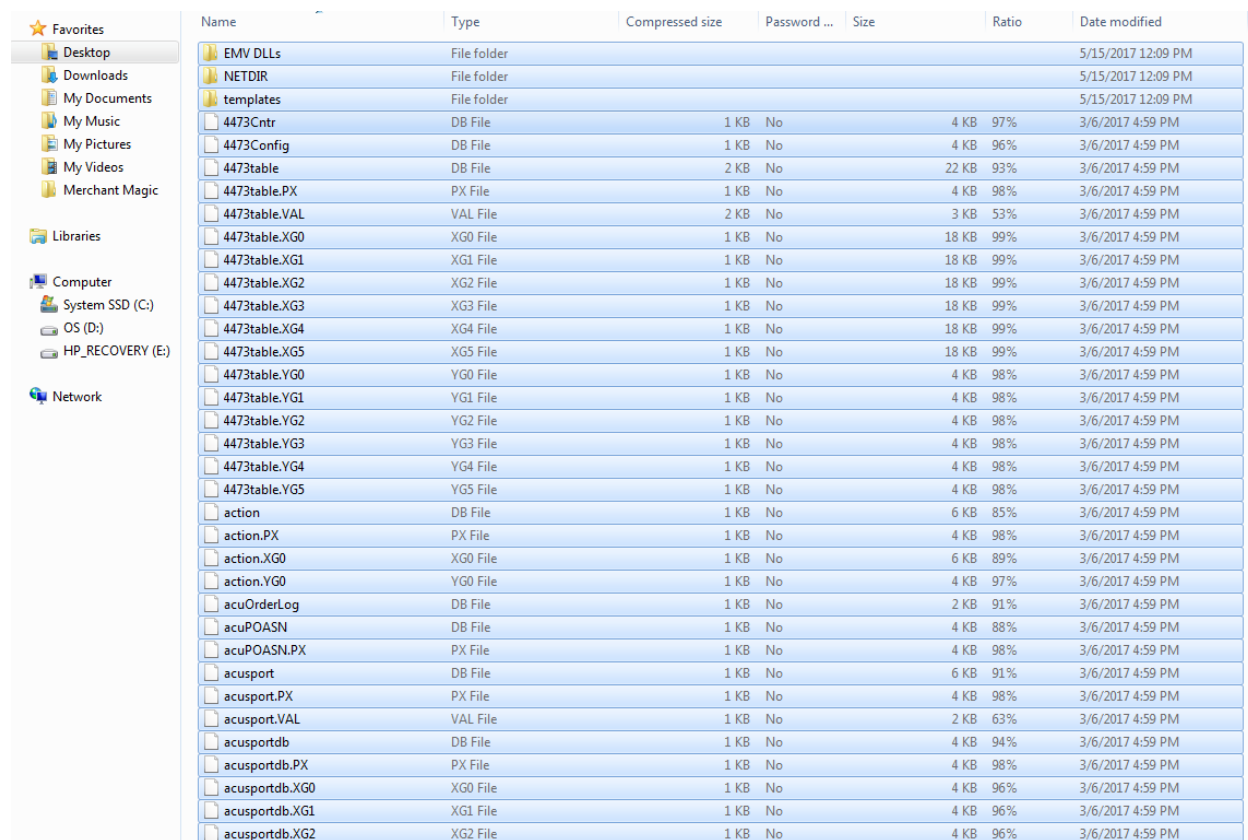 Favorites
Desktop
Downloads
My Documents
My Music
My Pictures
My Videos
Merchant Magic
Libraries
Computer
System SSD (C:)
OS (D:)
HP_RECOVERY (E:)
Network
Name Type Compressed size Password ... Size Ratio Date modified
EMV DLLs File folder 5/15/2017 12:09 PM
NETDIR File folder 5/15/2017 12:09 PM
templates File folder 5/15/2017 12:09 PM
4473Cntr DB File 1 KB No 4 KB 97% 3/6/2017 4:59 PM
4473Config DB File 1 KB No 4 KB 96% 3/6/2017 4:59 PM
4473table DB File 2 KB No 22 KB 93% 3/6/2017 4:59 PM
4473table.PX PX File 1 KB No 4 KB 98% 3/6/2017 4:59 PM
4473table.VAL VAL File 2 KB No 3 KB 53% 3/6/2017 4:59 PM
4473table.XG0 XG0 File 1 KB No 18 KB 99% 3/6/2017 4:59 PM
4473table.XG1 XG1 File 1 KB No 18 KB 99% 3/6/2017 4:59 PM
4473table.XG2 XG2 File 1 KB No 18 KB 99% 3/6/2017 4:59 PM
4473table.XG3 XG3 File 1 KB No 18 KB 99% 3/6/2017 4:59 PM
4473table.XG4 XG4 File 1 KB No 18 KB 99% 3/6/2017 4:59 PM
4473table.XG5 XG5 File 1 KB No 18 KB 99% 3/6/2017 4:59 PM
4473table.YG0 YG0 File 1 KB No 4 KB 98% 3/6/2017 4:59 PM
4473table.YG1 YG1 File 1 KB No 4 KB 98% 3/6/2017 4:59 PM
4473table.YG2 YG2 File 1 KB No 4 KB 98% 3/6/2017 4:59 PM
4473table.YG3 YG3 File 1 KB No 4 KB 98% 3/6/2017 4:59 PM
4473table.YG4 YG4 File 1 KB No 4 KB 98% 3/6/2017 4:59 PM
4473table.YG5 YG5 File 1 KB No 4 KB 98% 3/6/2017 4:59 PM
action DB File 1 KB No 6 KB 85% 3/6/2017 4:59 PM
action.PX PX File 1 KB No 4 KB 98% 3/6/2017 4:59 PM
action.XG0 XG0 File 1 KB No 6 KB 89% 3/6/2017 4:59 PM
action.YG0 YG0 File 1 KB No 4 KB 97% 3/6/2017 4:59 PM
acuOrderLog DB File 1 KB No 2 KB 91% 3/6/2017 4:59 PM
acuPOASN DB File 1 KB No 4 KB 88% 3/6/2017 4:59 PM
acuPOASN.PX PX File 1 KB No 4 KB 98% 3/6/2017 4:59 PM
acusport DB File 1 KB No 6 KB 91% 3/6/2017 4:59 PM
acusport.PX PX File 1 KB No 4 KB 98% 3/6/2017 4:59 PM
acusport.VAL VAL File 1 KB No 2 KB 63% 3/6/2017 4:59 PM
acusportdb DB File 1 KB No 4 KB 94% 3/6/2017 4:59 PM
acusportdb.PX PX File 1 KB No 4 KB 98% 3/6/2017 4:59 PM
acusportdb.XG0 XG0 File 1 KB No 4 KB 96% 3/6/2017 4:59 PM
acusportdb.XG1 XG1 File 1 KB No 4 KB 96% 3/6/2017 4:59 PM
acusportdb.XG2 XG2 File 1 KB No 4 KB 96% 3/6/2017 4:59 PM